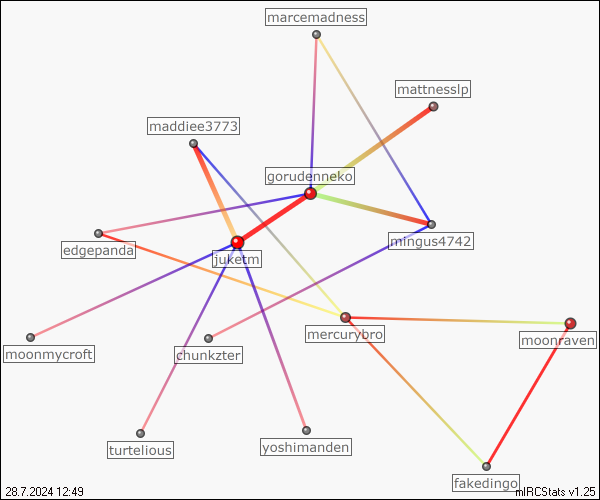 marcemadness
mattnesslp
maddiee3773
gorudenneko
mingus4742
edgepanda
juketm
mercurybro
moonraven
moonmycroft
chunkzter
turtelious
yoshimanden
fakedingo
28.7.2024 12:49
mIRCStats v1.25